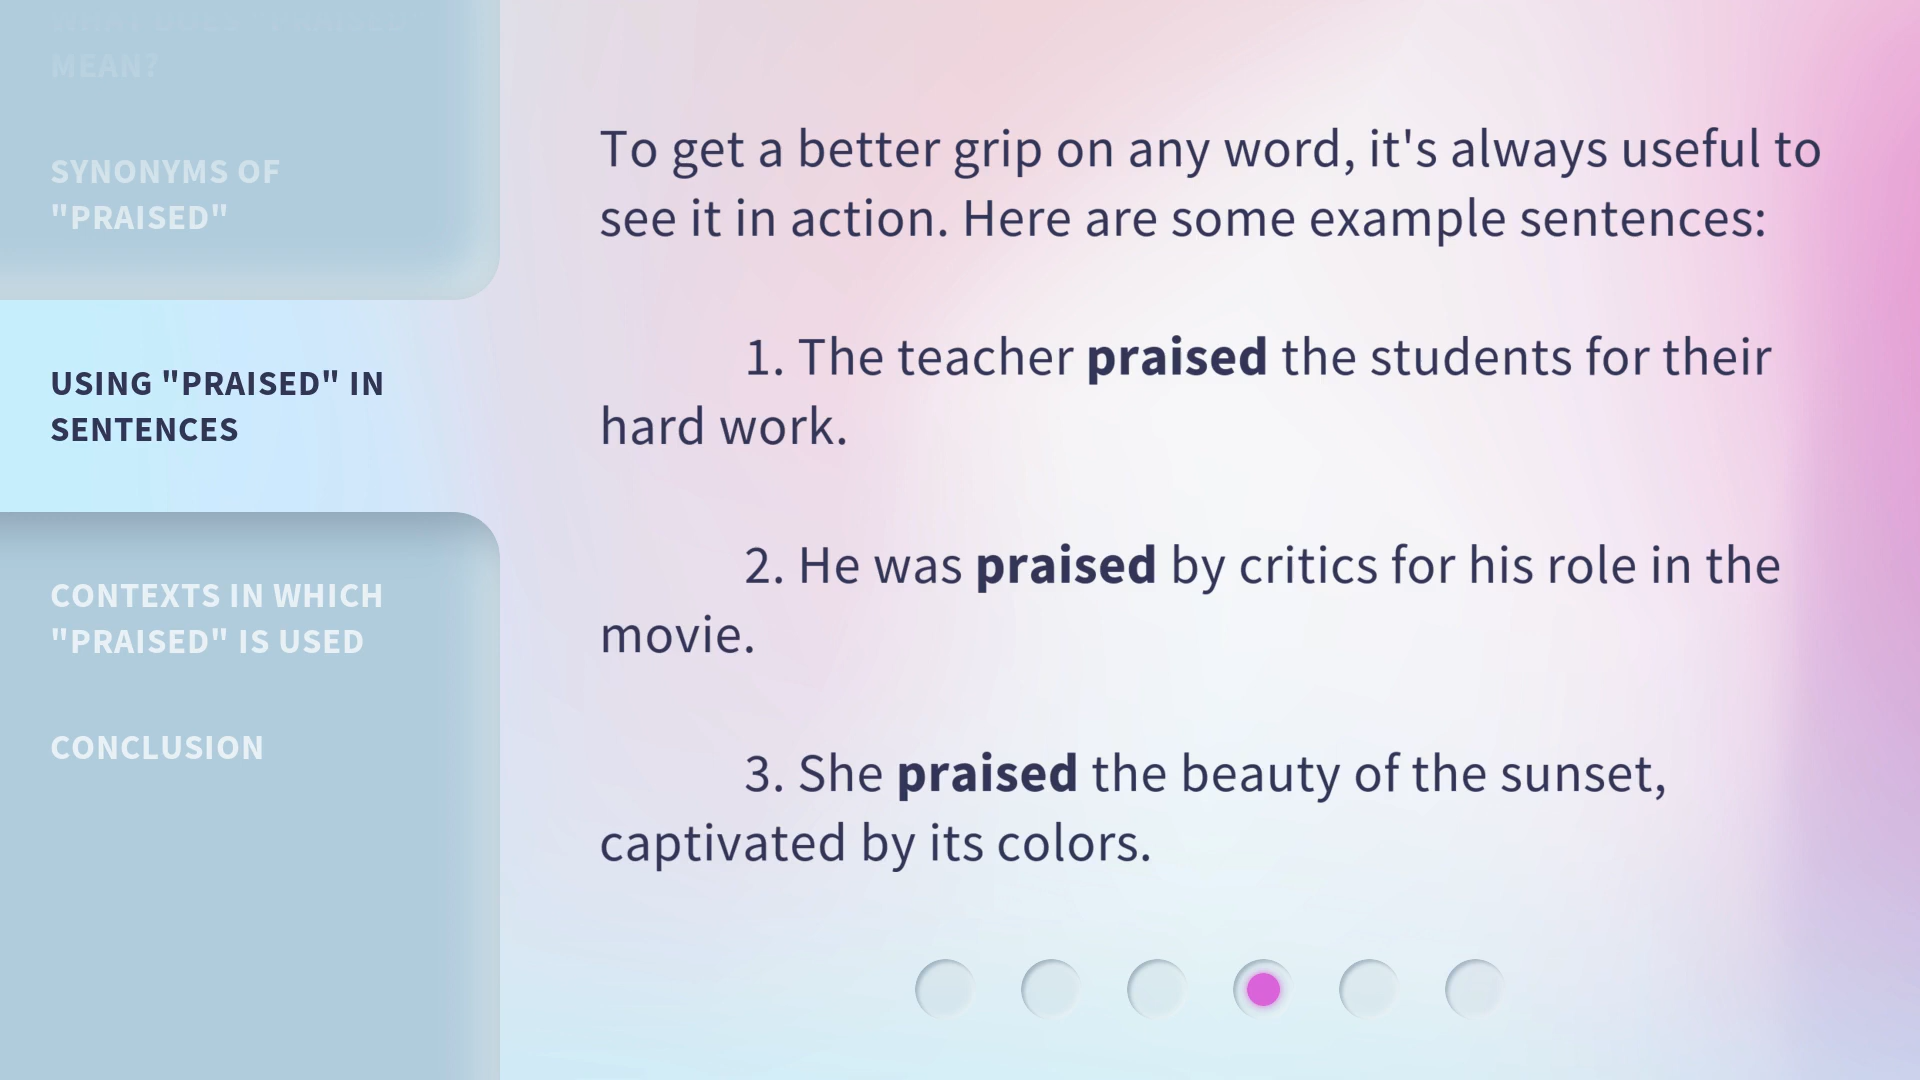 WHAT DOES "PRAISED"
MEAN?
SYNONYMS OF
"PRAISED"
USING "PRAISED" IN
SENTENCES
CONTEXTS IN WHICH
"PRAISED" IS USED
CONCLUSION
To get a better grip on any word, it's always useful to
see it in action. Here are some example sentences:
1. The teacher praised the students for their
hard work.
2. He was praised by critics for his role in the
movie.
3. She praised the beauty of the sunset,
captivated by its colors.